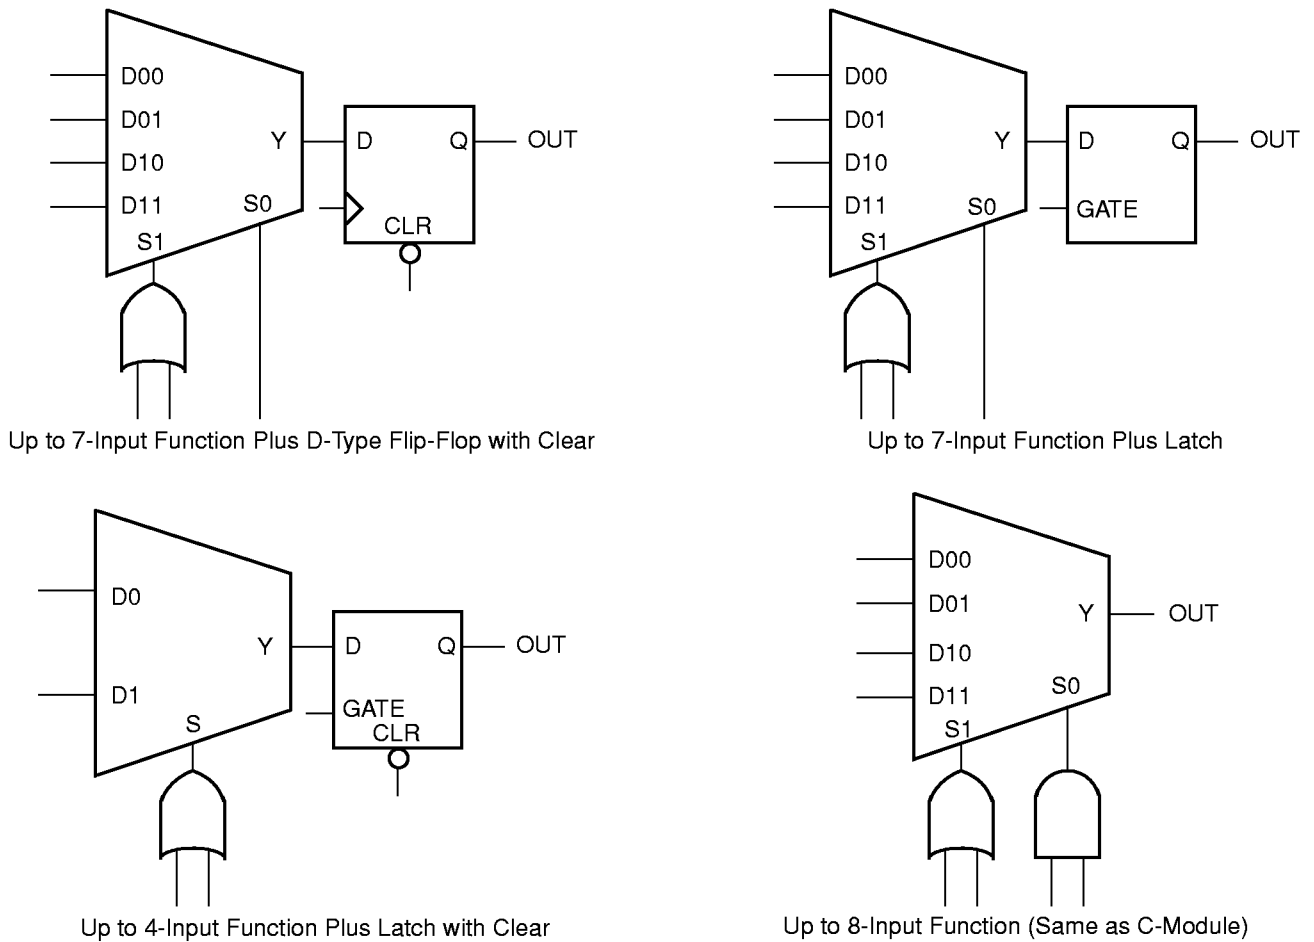 D00
D01
D10
D11
Y
S0
S1
D
Q
CLR
OUT
Up to 7-Input Function Plus D-Type Flip-Flop with Clear
D00
D01
D10
D11
Y
S0
S1
D
Q
GATE
OUT
Up to 7-Input Function Plus Latch
D0
D1
Y
S
D
Q
GATE
CLR
OUT
Up to 4-Input Function Plus Latch with Clear
D00
D01
D10
D11
Y
S0
S1
OUT
Up to 8-Input Function (Same as C-Module)